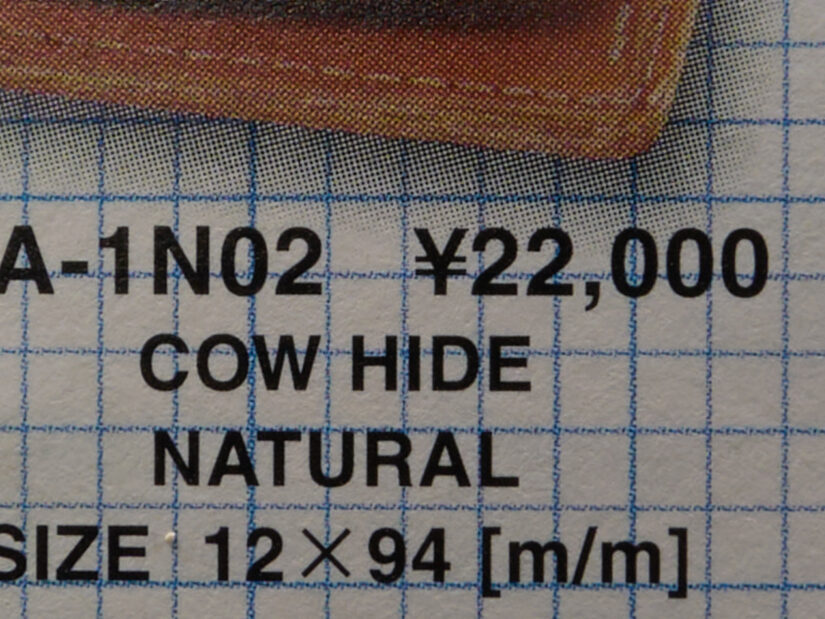 A-1N02 ¥22,000
COW HIDE
NATURAL
SIZE 12×94 [m/m]